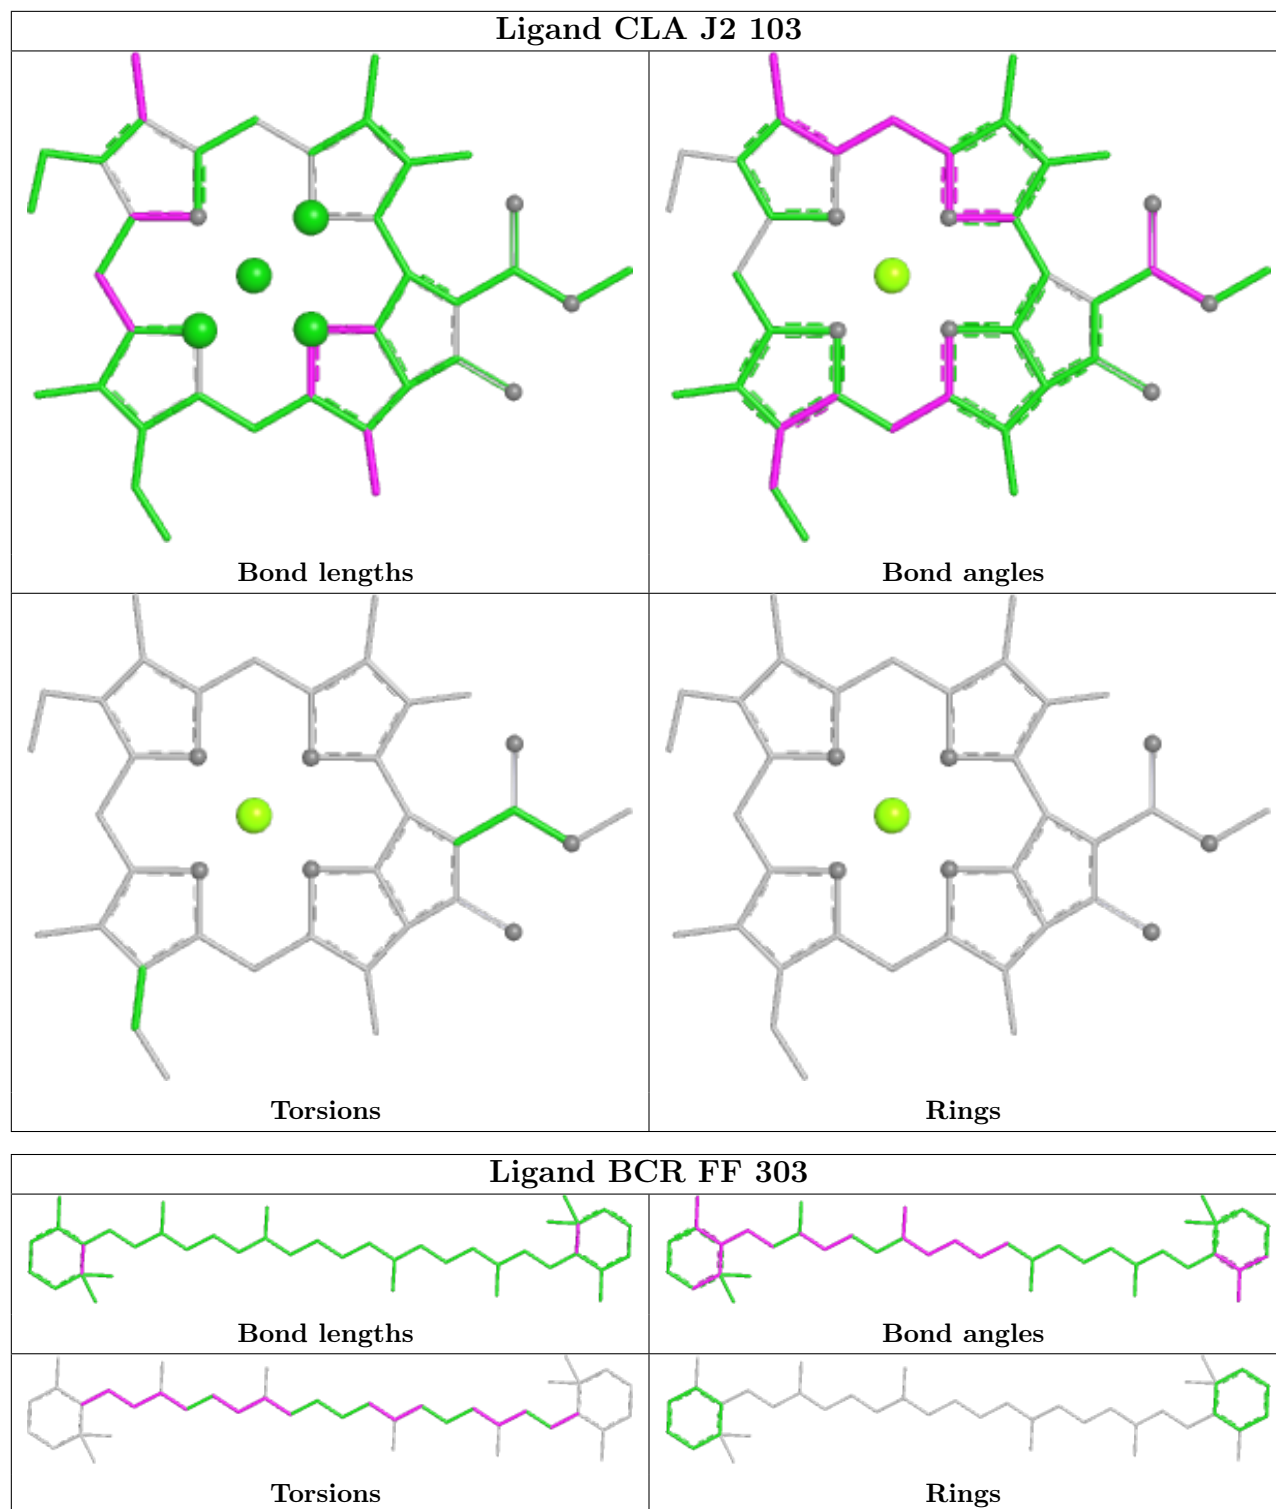 Ligand CLA J2 103
Bond lengths
Bond angles
Torsions
Rings
Ligand BCR FF 303
Bond lengths
Bond angles
Torsions
Rings